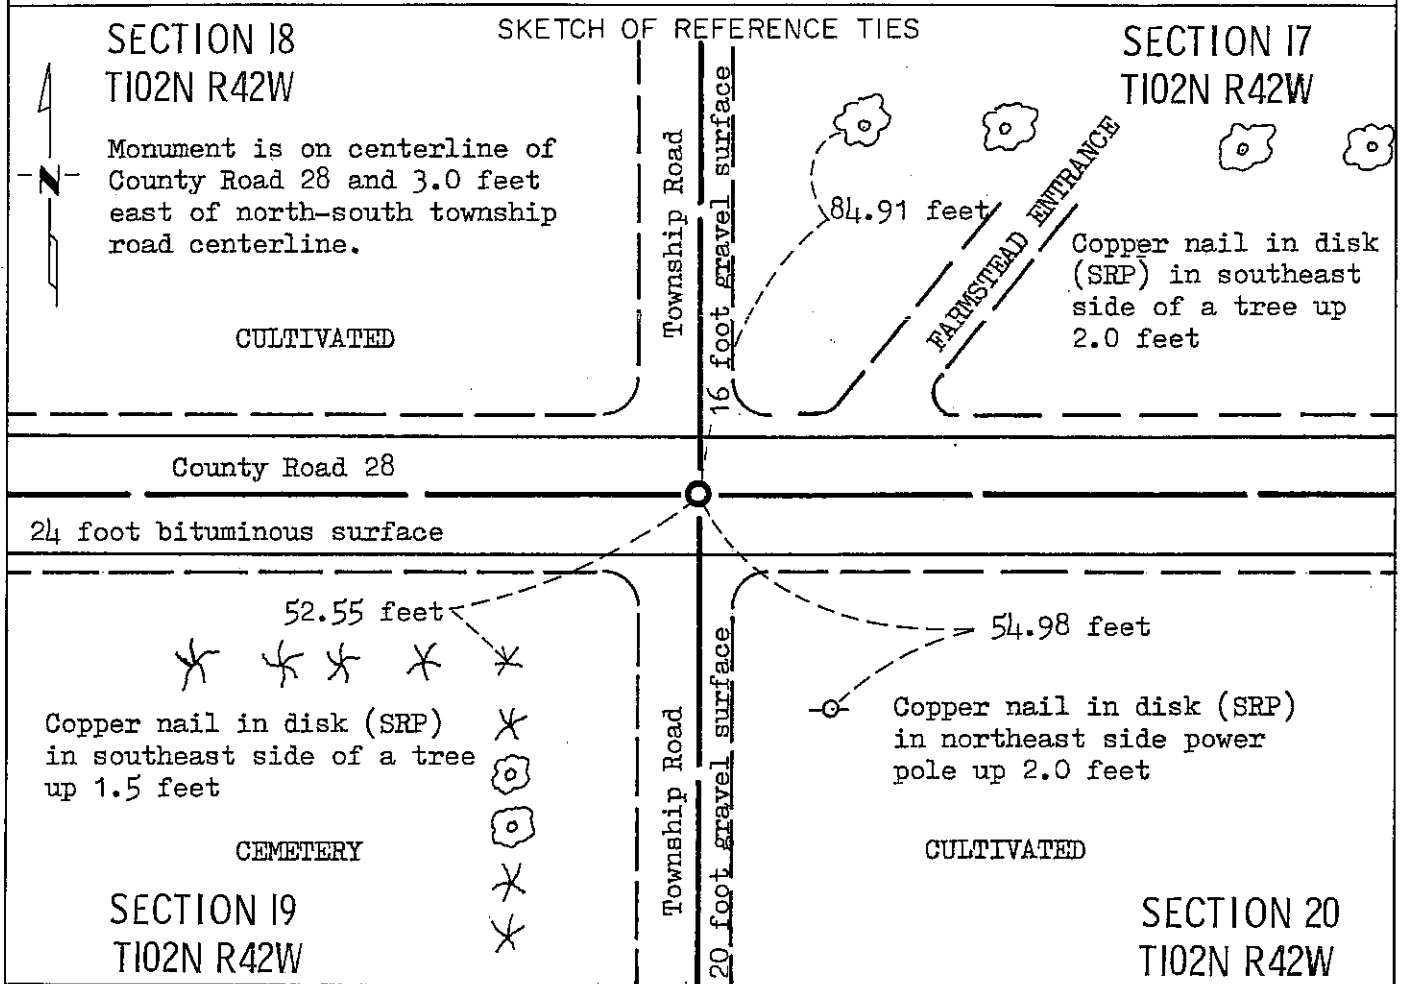 SKETCH OF REFERENCE TIES
SECTION 18
T102N R42W
Monument is on centerline of
County Road 28 and 3.0 feet
east of north-south township
road centerline.
N
CULTIVATED
Township Road
16 foot gravel surface
SECTION 17
T102N R42W
84.91 feet
FARMSTEAD ENTRANCE
Copper nail in disk
(SRP) in southeast
side of a tree up
2.0 feet
County Road 28
24 foot bituminous surface
52.55 feet
Copper nail in disk (SRP)
in southeast side of a tree
up 1.5 feet
CEMETERY
SECTION 19
T102N R42W
Township Road
20 foot gravel surface
54.98 feet
Copper nail in disk (SRP)
in northeast side power
pole up 2.0 feet
CULTIVATED
SECTION 20
T102N R42W